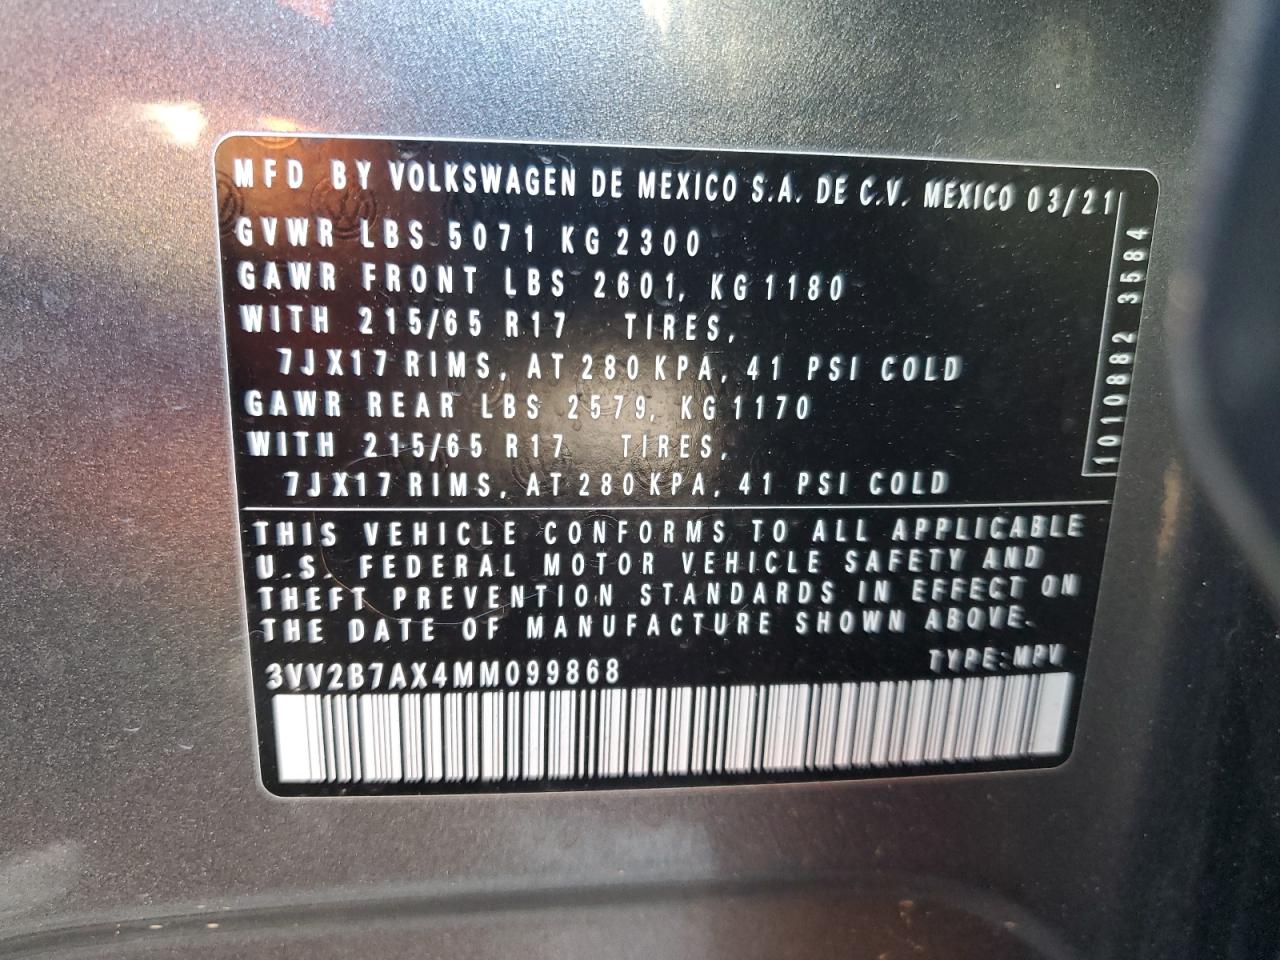 MFD BY VOLKSWAGEN DE MEXICO S.A. DE C.V. MEXICO 03/21
GVWR LBS 5071 KG 2300
GAWR FRONT LBS 2601, KG 1180
WITH 215/65 R17 TIRES,
7JX17 RIMS, AT 280 KPA, 41 PSI COLD
GAWR REAR LBS 2579, KG 1170
WITH 215/65 R17 TIRES,
7JX17 RIMS, AT 280 KPA, 41 PSI COLD
1010882 3584
THIS VEHICLE CONFORMS TO ALL APPLICABLE
U.S. FEDERAL MOTOR VEHICLE SAFETY AND
THEFT PREVENTION STANDARDS IN EFFECT ON
THE DATE OF MANUFACTURE SHOWN ABOVE.
3VV2B7AX4MM099868 TYPE: MPV